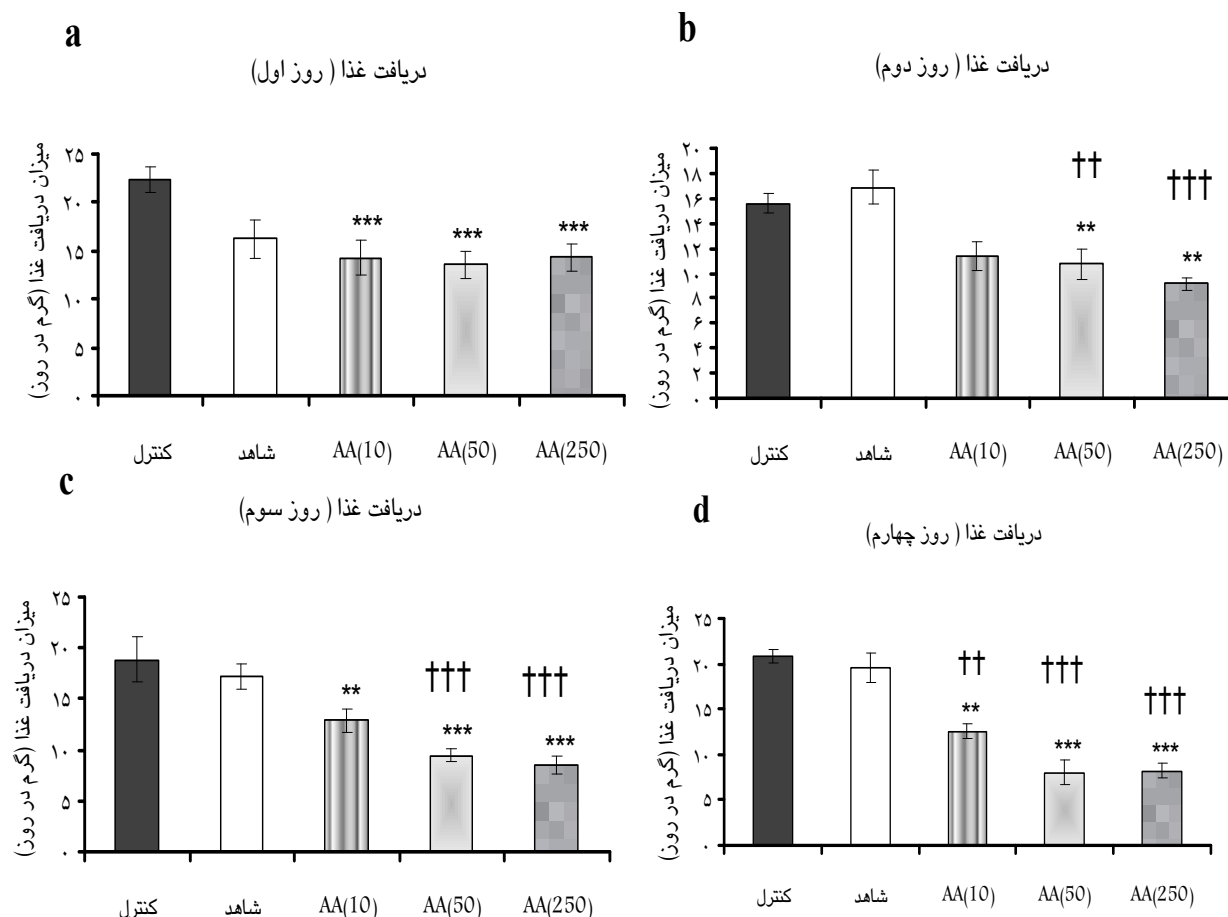 a
دریافت غذا ( روز اول)
میزان دریافت غذا (گرم در روز)
۲۵
۲۰
۱۵
۱۰
۵
۰
***
***
***
کنترل شاهد AA(10) AA(50) AA(250)
b
دریافت غذا ( روز دوم)
میزان دریافت غذا (گرم در روز)
۲۰
۱۸
۱۶
۱۴
۱۲
۱۰
۸
۶
۴
۲
۰
††
**
†††
**
کنترل شاهد AA(10) AA(50) AA(250)
c
دریافت غذا ( روز سوم)
میزان دریافت غذا (گرم در روز)
۲۵
۲۰
۱۵
۱۰
۵
۰
**
†††
***
†††
***
کنترل شاهد AA(10) AA(50) AA(250)
d
دریافت غذا ( روز چهارم)
میزان دریافت غذا (گرم در روز)
۲۵
۲۰
۱۵
۱۰
۵
۰
††
**
†††
***
†††
***
کنترل شاهد AA(10) AA(50) AA(250)